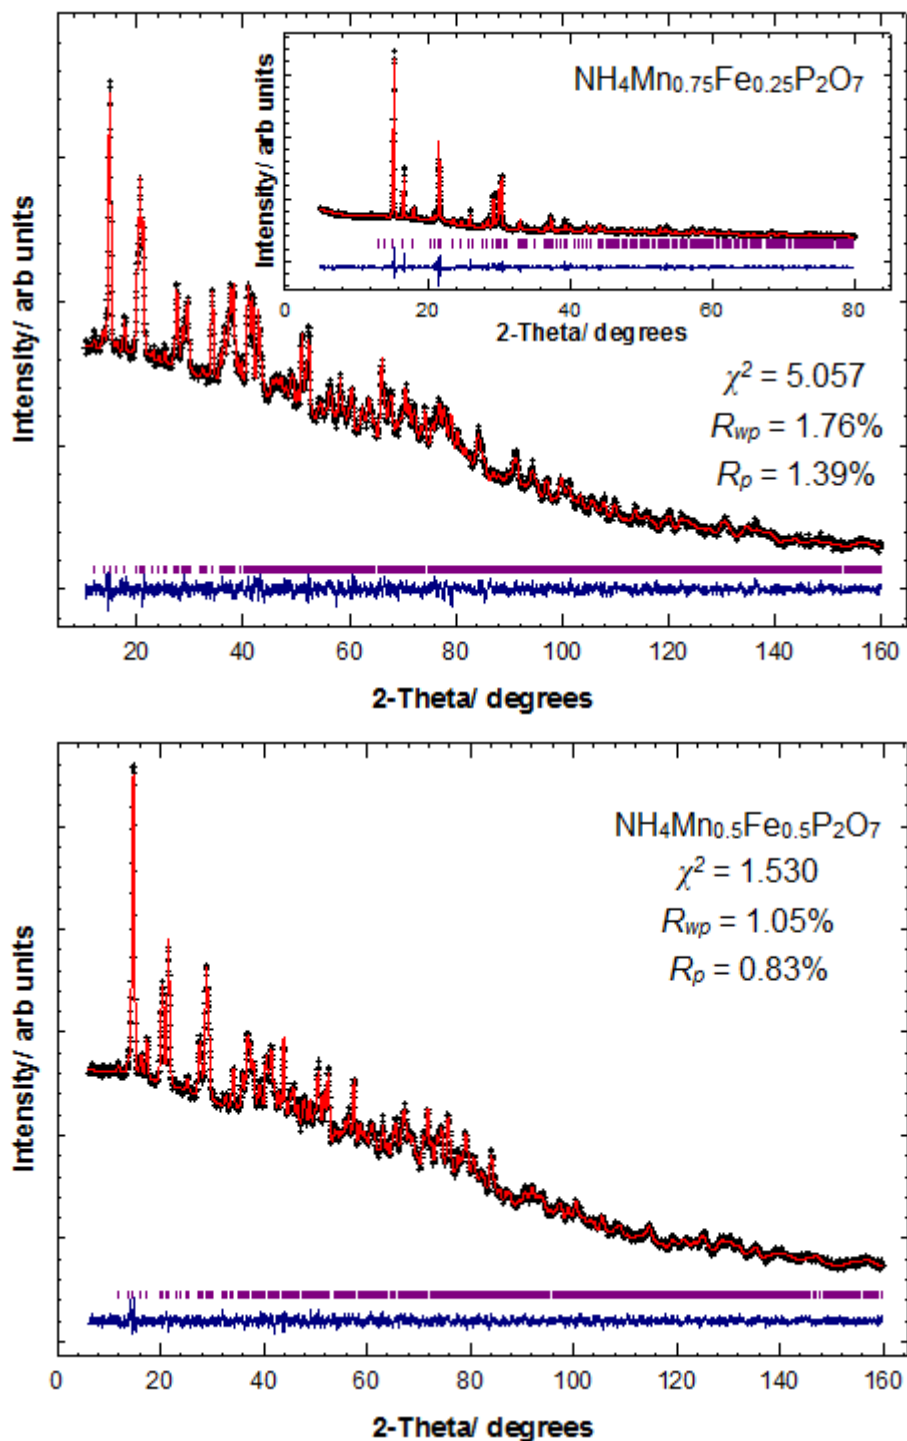 NH₄Mn₀.₇₅Fe₀.₂₅P₂O₇
Intensity/ arb units
0 20 40 60 80
2-Theta/ degrees
Intensity/ arb units
χ² = 5.057
Rwp = 1.76%
Rp = 1.39%
20 40 60 80 100 120 140 160
2-Theta/ degrees
NH₄Mn₀.₅Fe₀.₅P₂O₇
χ² = 1.530
Rwp = 1.05%
Rp = 0.83%
Intensity/ arb units
0 20 40 60 80 100 120 140 160
2-Theta/ degrees